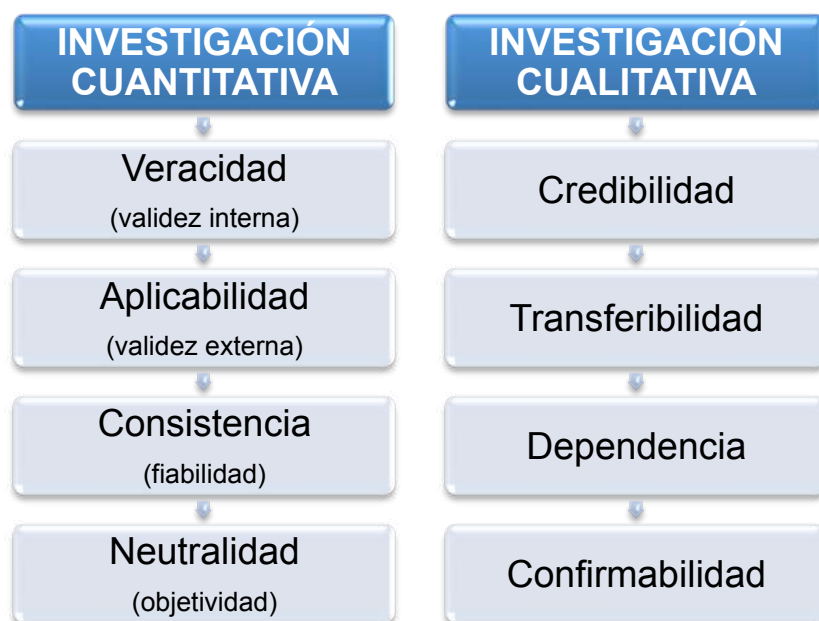 INVESTIGACIÓN
CUANTITATIVA
Veracidad
(validez interna)
Aplicabilidad
(validez externa)
Consistencia
(fiabilidad)
Neutralidad
(objetividad)
INVESTIGACIÓN
CUALITATIVA
Credibilidad
Transferibilidad
Dependencia
Confirmabilidad